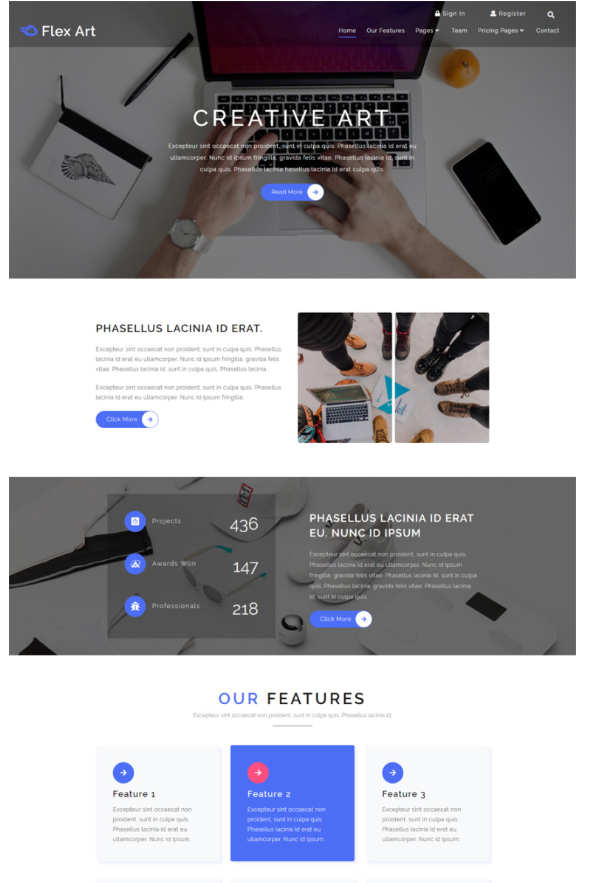 Sign In Register
Flex Art
Home Our Features Pages Team Pricing Pages Contact
CREATIVE ART
Excepteur sint occaecat non proident, sunt in culpa quis. Phasellus lacinia id erat eu
ullamcorper. Nunc id ipsum fringilla, gravida felis vitae. Phasellus lacinia id, sunt in
culpa quis. Phasellus lacinia hasellus lacinia id erat culpa quis.
Read More
PHASELLUS LACINIA ID ERAT.
Excepteur sint occaecat non proident, sunt in culpa quis. Phasellus
lacinia id erat eu ullamcorper. Nunc id ipsum fringilla, gravida felis
vitae. Phasellus lacinia id, sunt in culpa quis. Phasellus lacinia
Excepteur sint occaecat non proident, sunt in culpa quis. Phasellus
lacinia id erat eu ullamcorper. Nunc id ipsum fringilla.
Click More
Projects 436
Awards Won 147
Professionals 218
PHASELLUS LACINIA ID ERAT
EU. NUNC ID IPSUM
Excepteur sint occaecat non proident, sunt in culpa quis.
Phasellus lacinia id erat eu ullamcorper. Nunc id ipsum
fringilla, gravida felis vitae. Phasellus lacinia id, sunt in culpa
quis. Phasellus lacinia, gravida felis vitae. Phasellus lacinia
id, sunt in culpa quis.
Click More
OUR FEATURES
Excepteur sint occaecat non proident, sunt in culpa quis. Phasellus lacinia id
Feature 1
Excepteur sint occaecat non
proident, sunt in culpa quis.
Phasellus lacinia id erat eu
ullamcorper. Nunc id ipsum.
Feature 2
Excepteur sint occaecat non
proident, sunt in culpa quis.
Phasellus lacinia id erat eu
ullamcorper. Nunc id ipsum.
Feature 3
Excepteur sint occaecat non
proident, sunt in culpa quis.
Phasellus lacinia id erat eu
ullamcorper. Nunc id ipsum.